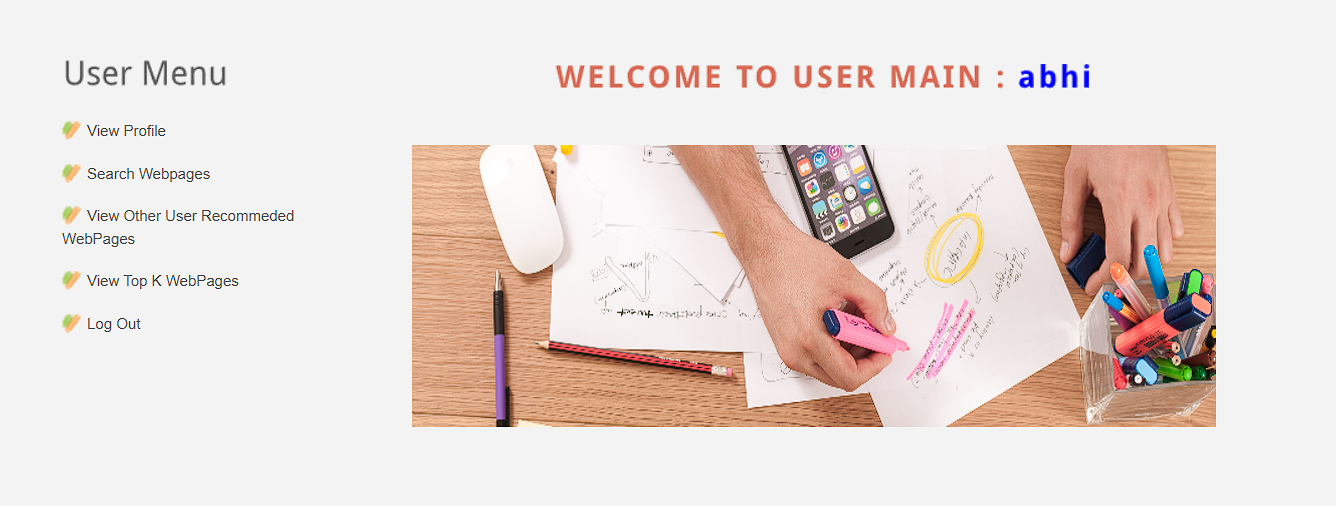 User Menu
View Profile
Search Webpages
View Other User Recommeded
WebPages
View Top K WebPages
Log Out
WELCOME TO USER MAIN : abhi